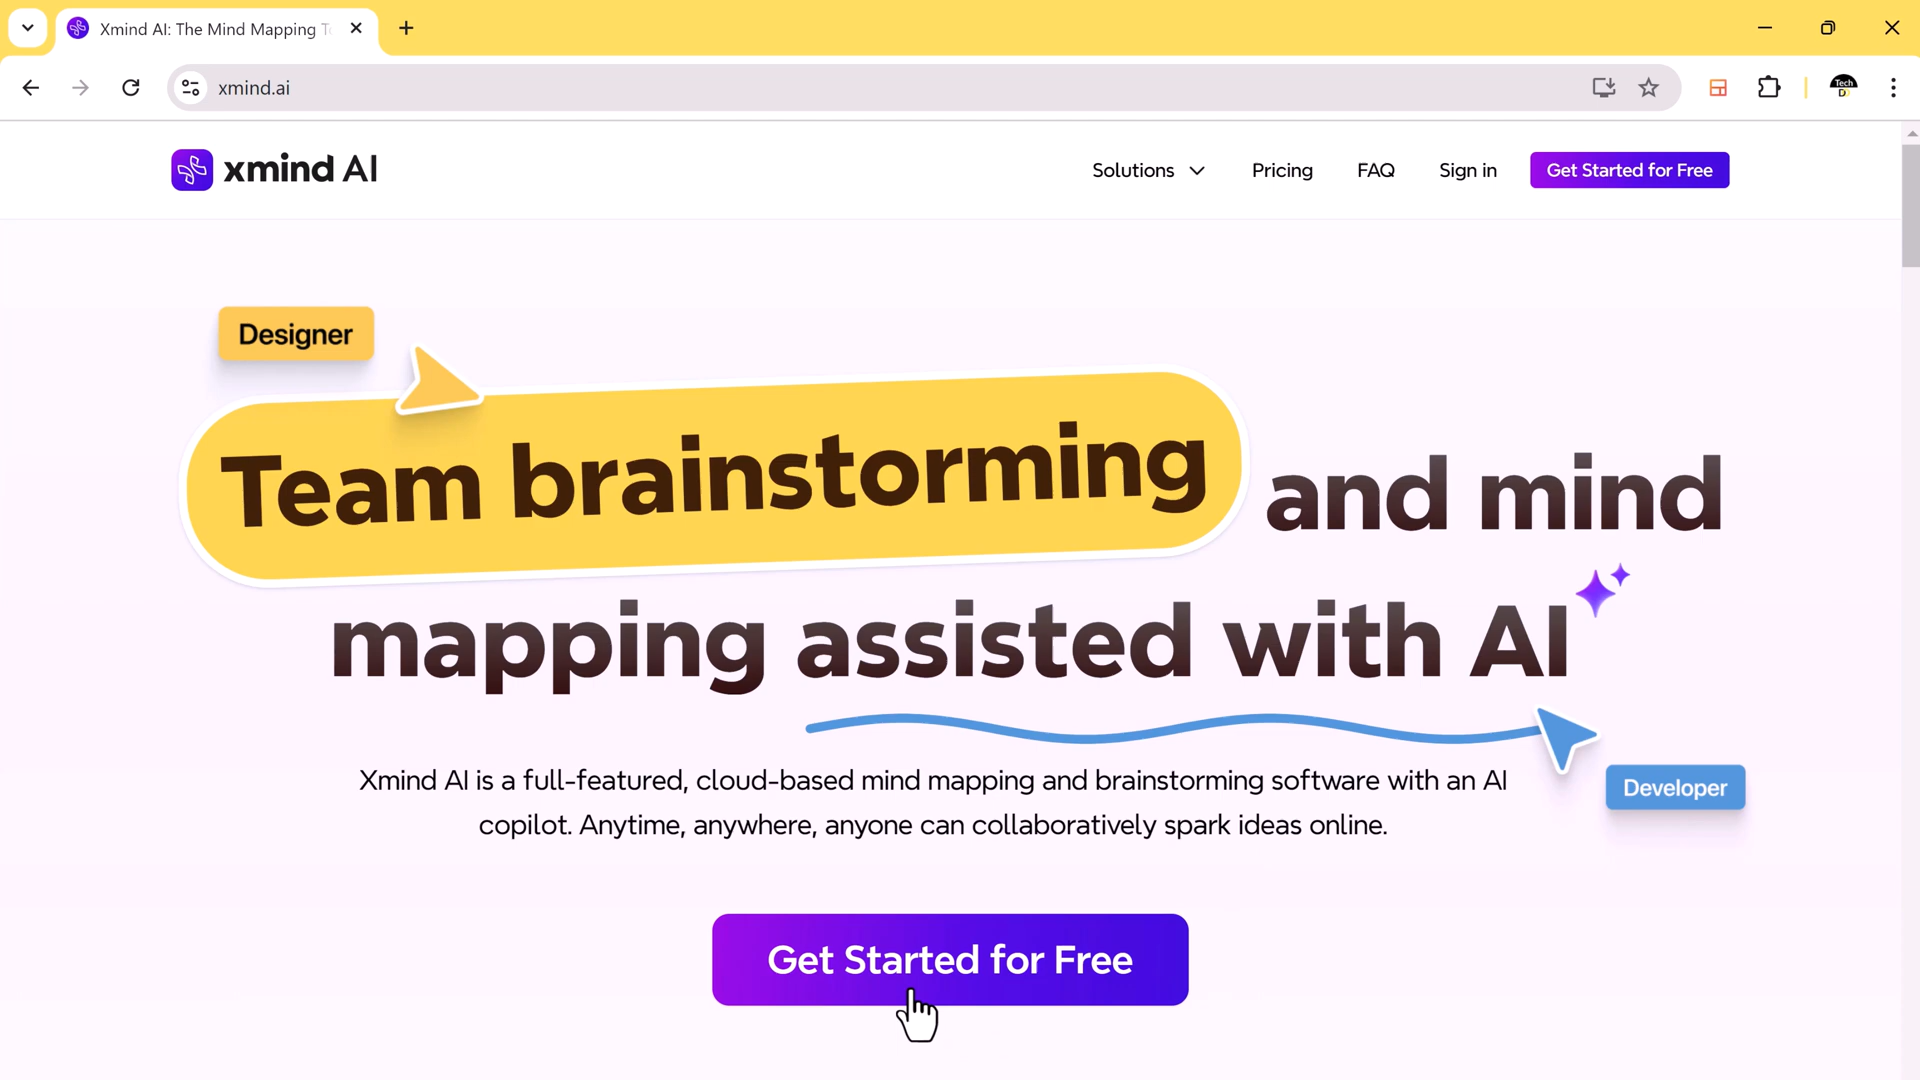 Xmind AI: The Mind Mapping T
xmind.ai
Tech
D
xmind AI
Solutions
Pricing
FAQ
Sign in
Get Started for Free
Designer
Team brainstorming and mind
mapping assisted with AI
Xmind AI is a full-featured, cloud-based mind mapping and brainstorming software with an AI
copilot. Anytime, anywhere, anyone can collaboratively spark ideas online.
Developer
Get Started for Free